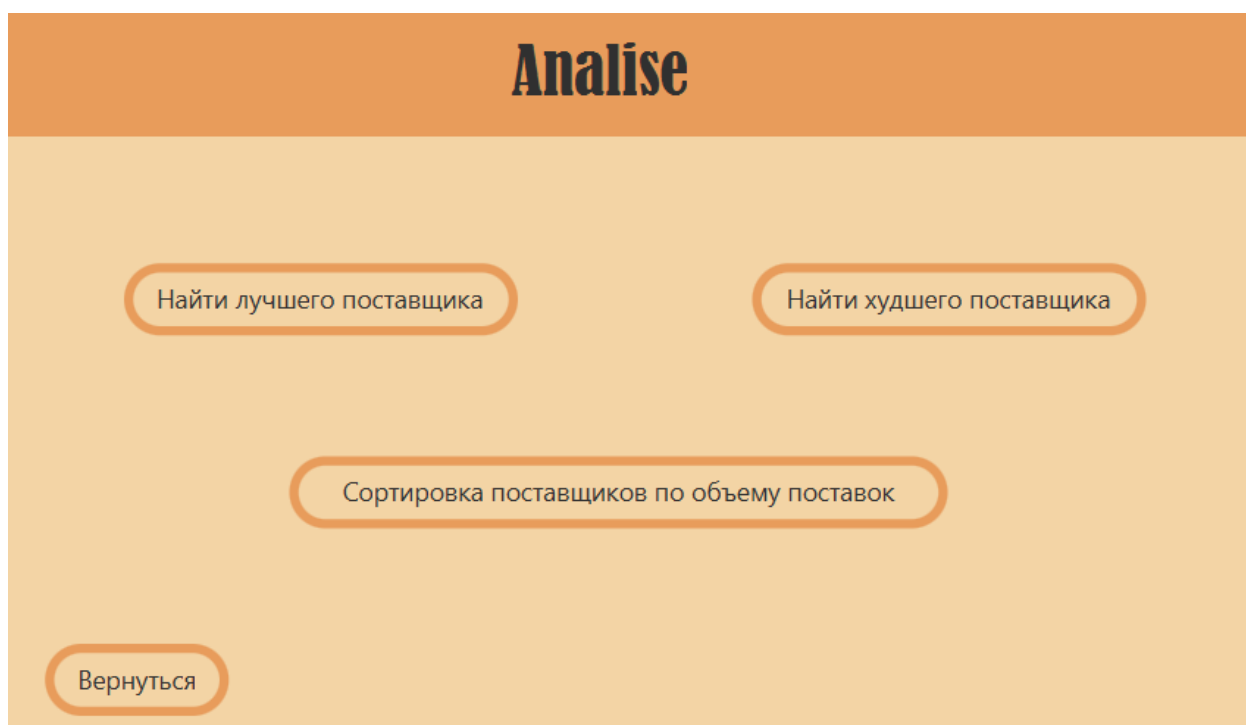 Analise
Найти лучшего поставщика
Найти худшего поставщика
Сортировка поставщиков по объему поставок
Вернуться